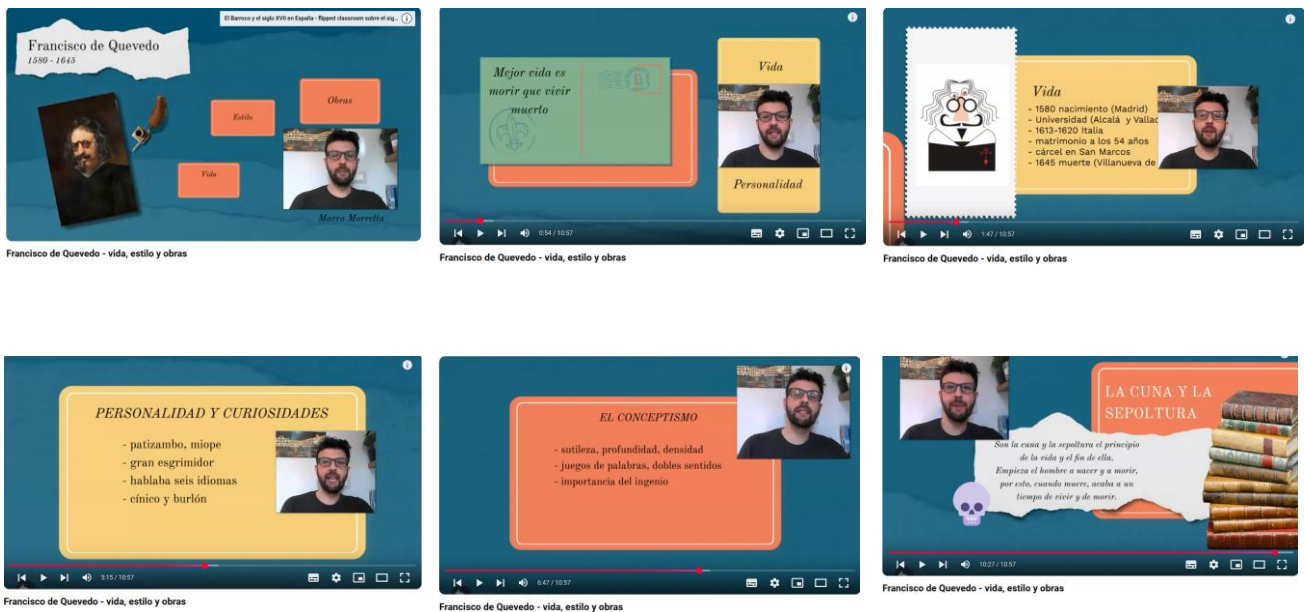 El Barroco y el siglo XVII en España - flipped classroom sobre el sig...
Francisco de Quevedo
1580 - 1645
Obras
Estilo
Vida
Marco Morretta
Francisco de Quevedo - vida, estilo y obras
Mejor vida es
morir que vivir
muerto
Vida
Personalidad
0:54 / 10:57
Francisco de Quevedo - vida, estilo y obras
Vida
- 1580 nacimiento (Madrid)
- Universidad (Alcalá y Vallad
- 1613-1620 Italia
- matrimonio a los 54 años
- cárcel en San Marcos
- 1645 muerte (Villanueva de
1:47 / 10:57
Francisco de Quevedo - vida, estilo y obras
PERSONALIDAD Y CURIOSIDADES
- patizambo, miope
- gran esgrimidor
- hablaba seis idiomas
- cínico y burlón
3:15 / 10:57
Francisco de Quevedo - vida, estilo y obras
EL CONCEPTISMO
- sutileza, profundidad, densidad
- juegos de palabras, dobles sentidos
- importancia del ingenio
6:47 / 10:57
Francisco de Quevedo - vida, estilo y obras
LA CUNA Y LA
SEPOLTURA
Son la cuna y la sepoltura el principio
de la vida y el fin de ella.
Empieza el hombre a nacer y a morir,
por esto, cuando muere, acaba a un
tiempo de vivir y de morir.
10:27 / 10:57
Francisco de Quevedo - vida, estilo y obras